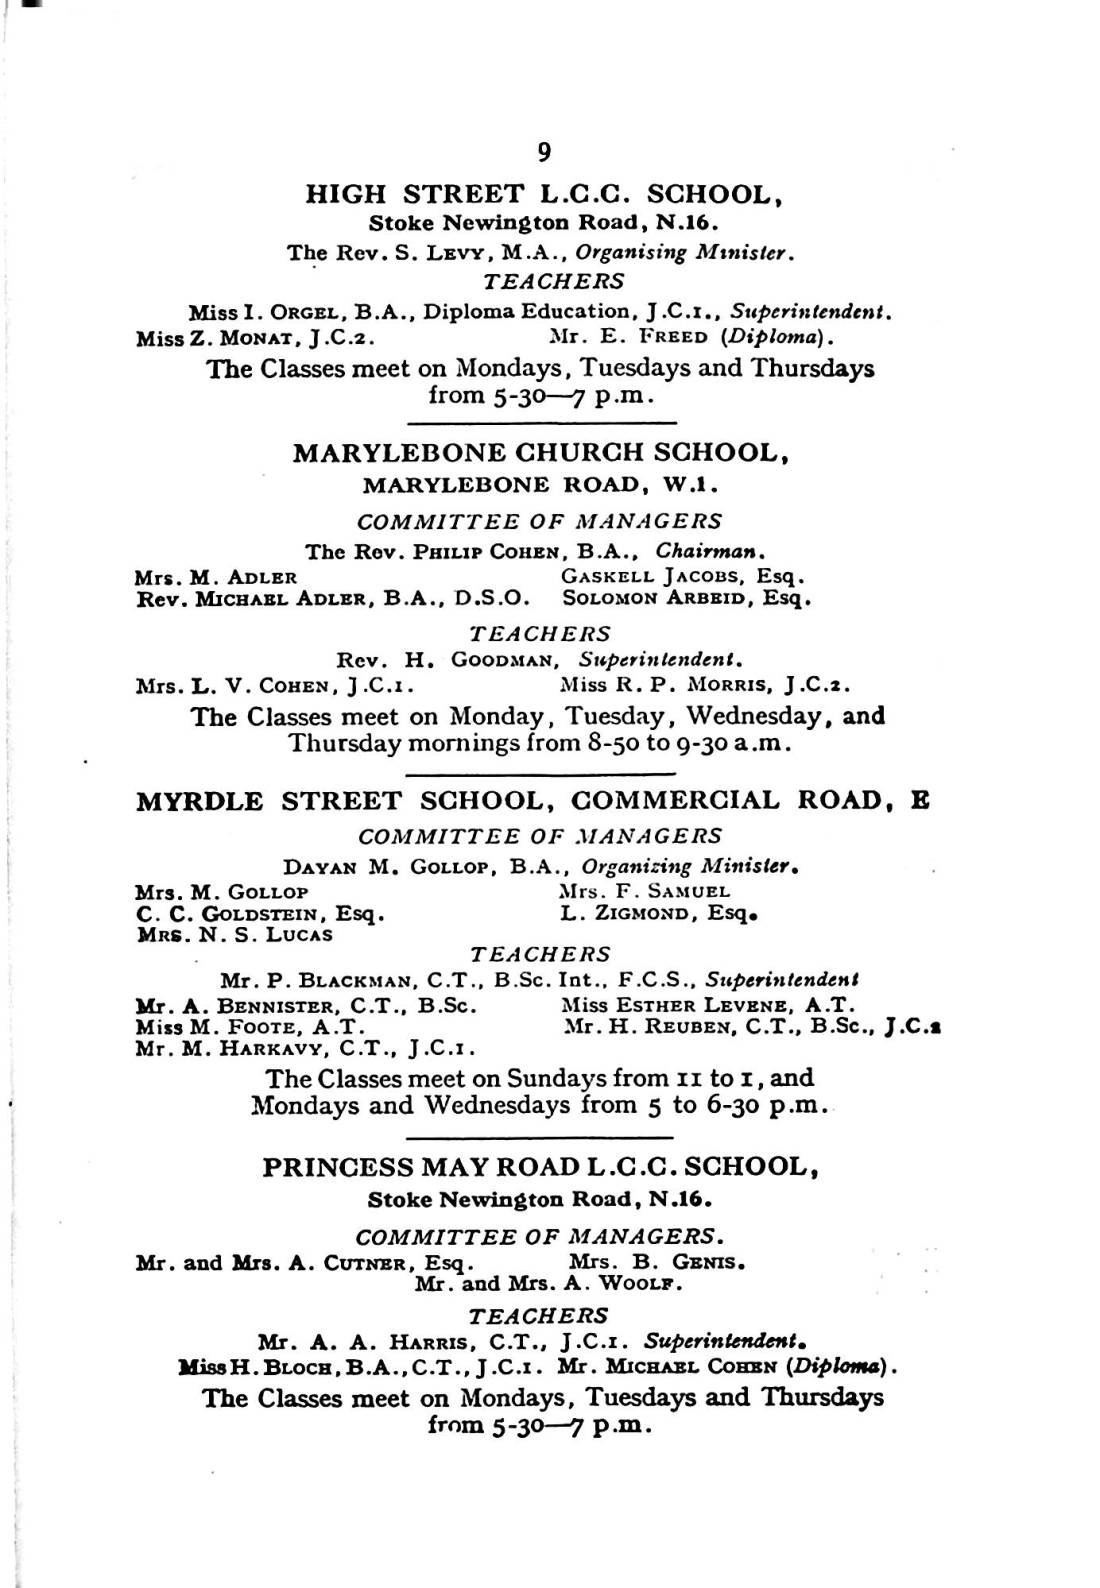 9
HIGH STREET L.C.C. SCHOOL,
Stoke Newington Road, N.16.
The Rev. S. LEVY, M.A., Organising Minister.
TEACHERS
Miss I. ORGEL, B.A., Diploma Education, J.C.1., Superintendent.
Miss Z. MONAT, J.C.2. Mr. E. FREED (Diploma).
The Classes meet on Mondays, Tuesdays and Thursdays
from 5-30—7 p.m.
MARYLEBONE CHURCH SCHOOL,
MARYLEBONE ROAD, W.1.
COMMITTEE OF MANAGERS
The Rev. PHILIP COHEN, B.A., Chairman.
Mrs. M. ADLER GASKELL JACOBS, Esq.
Rev. MICHAEL ADLER, B.A., D.S.O. SOLOMON ARBEID, Esq.
TEACHERS
Rev. H. GOODMAN, Superintendent.
Mrs. L. V. COHEN, J.C.1. Miss R. P. MORRIS, J.C.2.
The Classes meet on Monday, Tuesday, Wednesday, and
Thursday mornings from 8-50 to 9-30 a.m.
MYRDLE STREET SCHOOL, COMMERCIAL ROAD, E
COMMITTEE OF MANAGERS
DAYAN M. GOLLOP, B.A., Organizing Minister.
Mrs. M. GOLLOP Mrs. F. SAMUEL
C. C. GOLDSTEIN, Esq. L. ZIGMOND, Esq.
MRS. N. S. LUCAS
TEACHERS
Mr. P. BLACKMAN, C.T., B.Sc. Int., F.C.S., Superintendent
Mr. A. BENNISTER, C.T., B.Sc. Miss ESTHER LEVENE, A.T.
Miss M. FOOTE, A.T. Mr. H. REUBEN, C.T., B.Sc., J.C.2
Mr. M. HARKAVY, C.T., J.C.1.
The Classes meet on Sundays from 11 to 1, and
Mondays and Wednesdays from 5 to 6-30 p.m.
PRINCESS MAY ROAD L.C.C. SCHOOL,
Stoke Newington Road, N.16.
COMMITTEE OF MANAGERS.
Mr. and Mrs. A. CUTNER, Esq. Mrs. B. GENIS.
Mr. and Mrs. A. WOOLF.
TEACHERS
Mr. A. A. HARRIS, C.T., J.C.1. Superintendent.
Miss H. BLOCH, B.A., C.T., J.C.1. Mr. MICHAEL COHEN (Diploma).
The Classes meet on Mondays, Tuesdays and Thursdays
from 5-30—7 p.m.